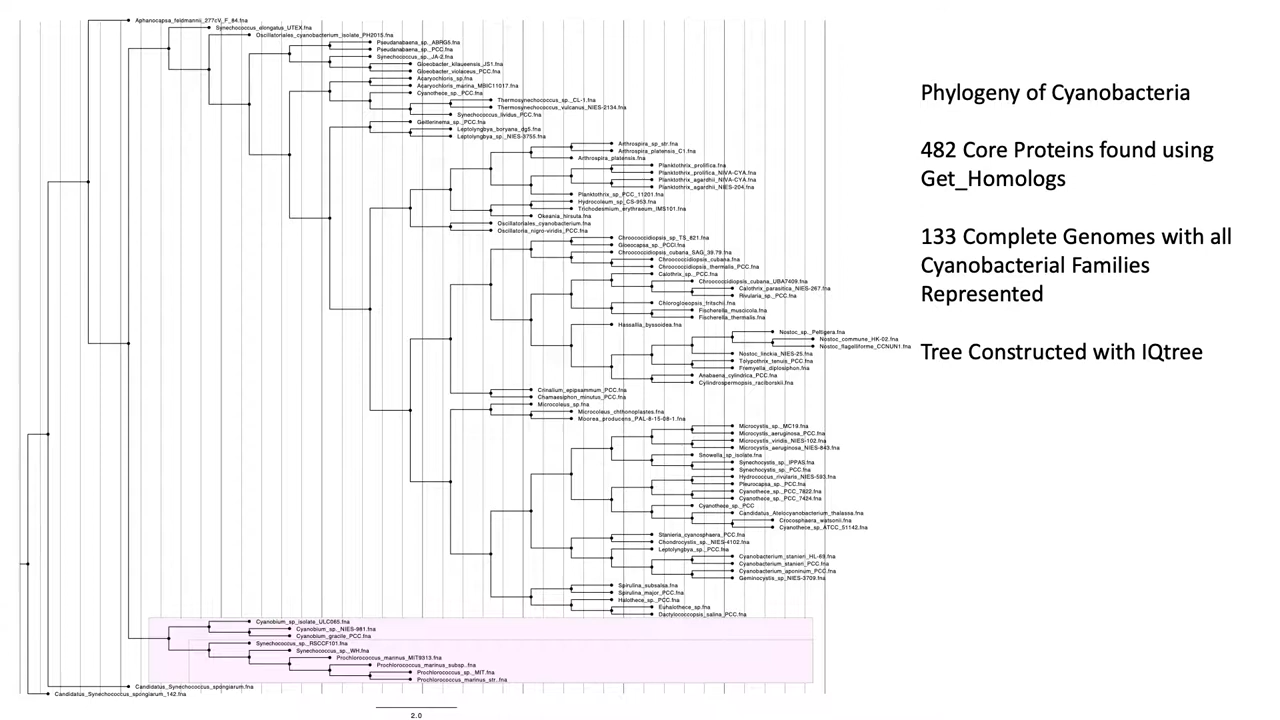 Aphanocapsa_feldmannii_277cV_F_84.fna
Synechococcus_elongatus_UTEX.fna
Oscillatoriales_cyanobacterium_isolate_PH2015.fna
Pseudanabaena_sp._ABRG5.fna
Pseudanabaena_sp._PCC.fna
Synechococcus_sp._JA-2.fna
Gloeobacter_kilaueensis_JS1.fna
Gloeobacter_violaceus_PCC.fna
Acaryochloris_sp.fna
Acaryochloris_marina_MBIC11017.fna
Cyanothece_sp._PCC.fna
Thermosynechococcus_sp._CL-1.fna
Thermosynechococcus_vulcanus_NIES-2134.fna
Synechococcus_lividus_PCC.fna
Geitlerinema_sp._PCC.fna
Leptolyngbya_boryana_dg5.fna
Leptolyngbya_sp._NIES-3755.fna
Arthrospira_sp_str.fna
Arthrospira_platensis_C1.fna
Arthrospira_platensis.fna
Planktothrix_prolifica.fna
Planktothrix_prolifica_NIVA-CYA.fna
Planktothrix_agardhii_NIVA-CYA.fna
Planktothrix_agardhii_NIES-204.fna
Planktothrix_sp_PCC_11201.fna
Hydrocoleum_sp_CS-953.fna
Trichodesmium_erythraeum_IMS101.fna
Okeania_hirsuta.fna
Oscillatoriales_cyanobacterium.fna
Oscillatoria_nigro-viridis_PCC.fna
Chroococcidiopsis_sp_TS_821.fna
Gloeocapsa_sp._PCCl.fna
Chroococcidiopsis_cubana_SAG_39.79.fna
Chroococcidiopsis_cubana.fna
Chroococcidiopsis_thermalis_PCC.fna
Calothrix_sp._PCC.fna
Chroococcidiopsis_cubana_UBA7409.fna
Calothrix_parasitica_NIES-267.fna
Rivularia_sp._PCC.fna
Chlorogloeopsis_fritschii.fna
Fischerella_muscicola.fna
Fischerella_thermalis.fna
Hassallia_byssoidea.fna
Nostoc_sp._Peltigera.fna
Nostoc_commune_HK-02.fna
Nostoc_flagelliforme_CCNUN1.fna
Nostoc_linckia_NIES-25.fna
Tolypothrix_tenuis_PCC.fna
Fremyella_diplosiphon.fna
Anabaena_cylindrica_PCC.fna
Cylindrospermopsis_raciborskii.fna
Crinalium_epipsammum_PCC.fna
Chamaesiphon_minutus_PCC.fna
Microcoleus_sp.fna
Microcoleus_chthonoplastes.fna
Moorea_producens_PAL-8-15-08-1.fna
Microcystis_sp._MC19.fna
Microcystis_aeruginosa_PCC.fna
Microcystis_viridis_NIES-102.fna
Microcystis_aeruginosa_NIES-843.fna
Snowella_sp_isolate.fna
Synechocystis_sp._IPPAS.fna
Synechocystis_sp._PCC.fna
Hydrococcus_rivularis_NIES-593.fna
Pleurocapsa_sp._PCC.fna
Cyanothece_sp._PCC_7822.fna
Cyanothece_sp._PCC_7424.fna
Cyanothece_sp._PCC
Candidatus_Atelocyanobacterium_thalassa.fna
Crocosphaera_watsonii.fna
Cyanothece_sp_ATCC_51142.fna
Stanieria_cyanosphaera_PCC.fna
Chondrocystis_sp._NIES-4102.fna
Leptolyngbya_sp._PCC.fna
Cyanobacterium_stanieri_HL-69.fna
Cyanobacterium_stanieri_PCC.fna
Cyanobacterium_aponinum_PCC.fna
Geminocystis_sp_NIES-3709.fna
Spirulina_subsalsa.fna
Spirulina_major_PCC.fna
Halothece_sp._PCC.fna
Euhalothece_sp.fna
Dactylococcopsis_salina_PCC.fna
Cyanobium_sp_isolate_ULC065.fna
Cyanobium_sp._NIES-981.fna
Cyanobium_gracile_PCC.fna
Synechococcus_sp._RSCCF101.fna
Synechococcus_sp._WH.fna
Prochlorococcus_marinus_MIT9313.fna
Prochlorococcus_marinus_subsp..fna
Prochlorococcus_sp._MIT.fna
Prochlorococcus_marinus_str..fna
Candidatus_Synechococcus_spongiarum.fna
Candidatus_Synechococcus_spongiarum_142.fna
2.0
Phylogeny of Cyanobacteria
482 Core Proteins found using
Get_Homologs
133 Complete Genomes with all
Cyanobacterial Families
Represented
Tree Constructed with IQtree